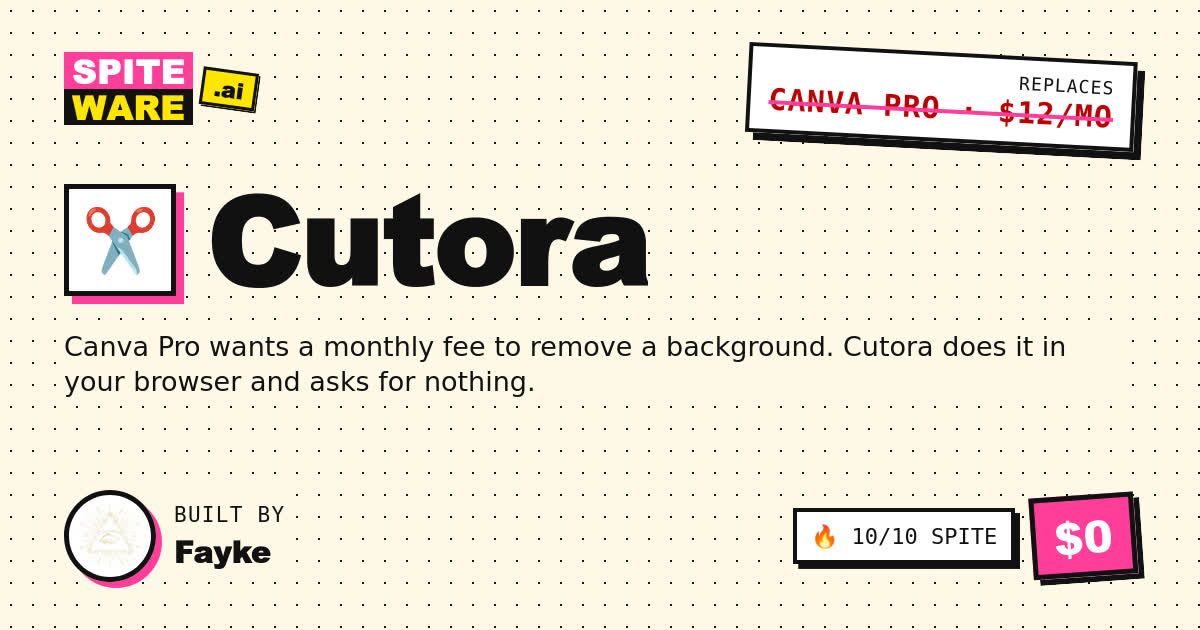 SPITE
WARE
.ai
REPLACES
CANVA PRO · $12/MO
Cutora
Canva Pro wants a monthly fee to remove a background. Cutora does it in
your browser and asks for nothing.
BUILT BY
Fayke
10/10 SPITE
$0